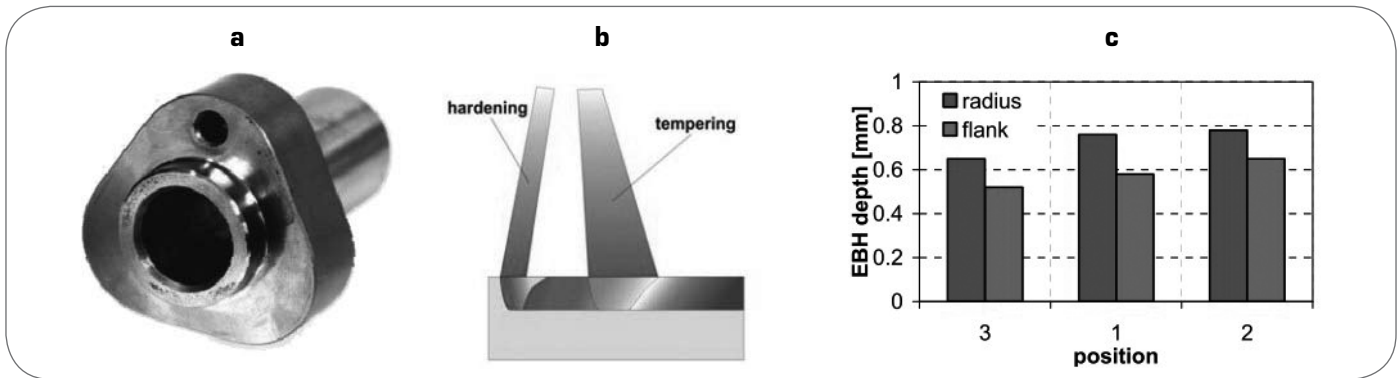 a
b
c
hardening
tempering
EBH depth [mm]
1
0.8
0.6
0.4
0.2
0
radius
flank
3 1 2
position